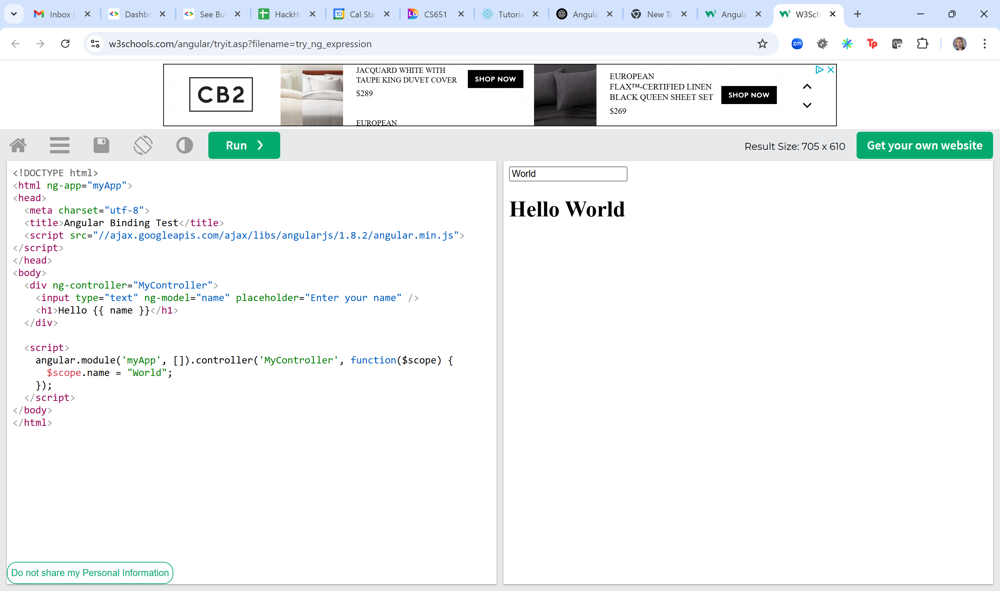 Inbox (
Dashbo
See Bu
HackHa
10
Cal Sta
LG
CS651
Tutoria
Angula
New Ta
Angula
W3Sch
w3schools.com/angular/tryit.asp?filename=try_ng_expression
zm
Tp
CB2
JACQUARD WHITE WITH
TAUPE KING DUVET COVER
$289
SHOP NOW
EUROPEAN
EUROPEAN
FLAX™-CERTIFIED LINEN
BLACK QUEEN SHEET SET
$269
SHOP NOW
Run ❯
Result Size: 705 x 610
Get your own website
<!DOCTYPE html>
<html ng-app="myApp">
<head>
  <meta charset="utf-8">
  <title>Angular Binding Test</title>
  <script src="//ajax.googleapis.com/ajax/libs/angularjs/1.8.2/angular.min.js">
</script>
</head>
<body>
  <div ng-controller="MyController">
    <input type="text" ng-model="name" placeholder="Enter your name" />
    <h1>Hello {{ name }}</h1>
  </div>
  <script>
    angular.module('myApp', []).controller('MyController', function($scope) {
      $scope.name = "World";
    });
  </script>
</body>
</html>
World
Hello World
Do not share my Personal Information